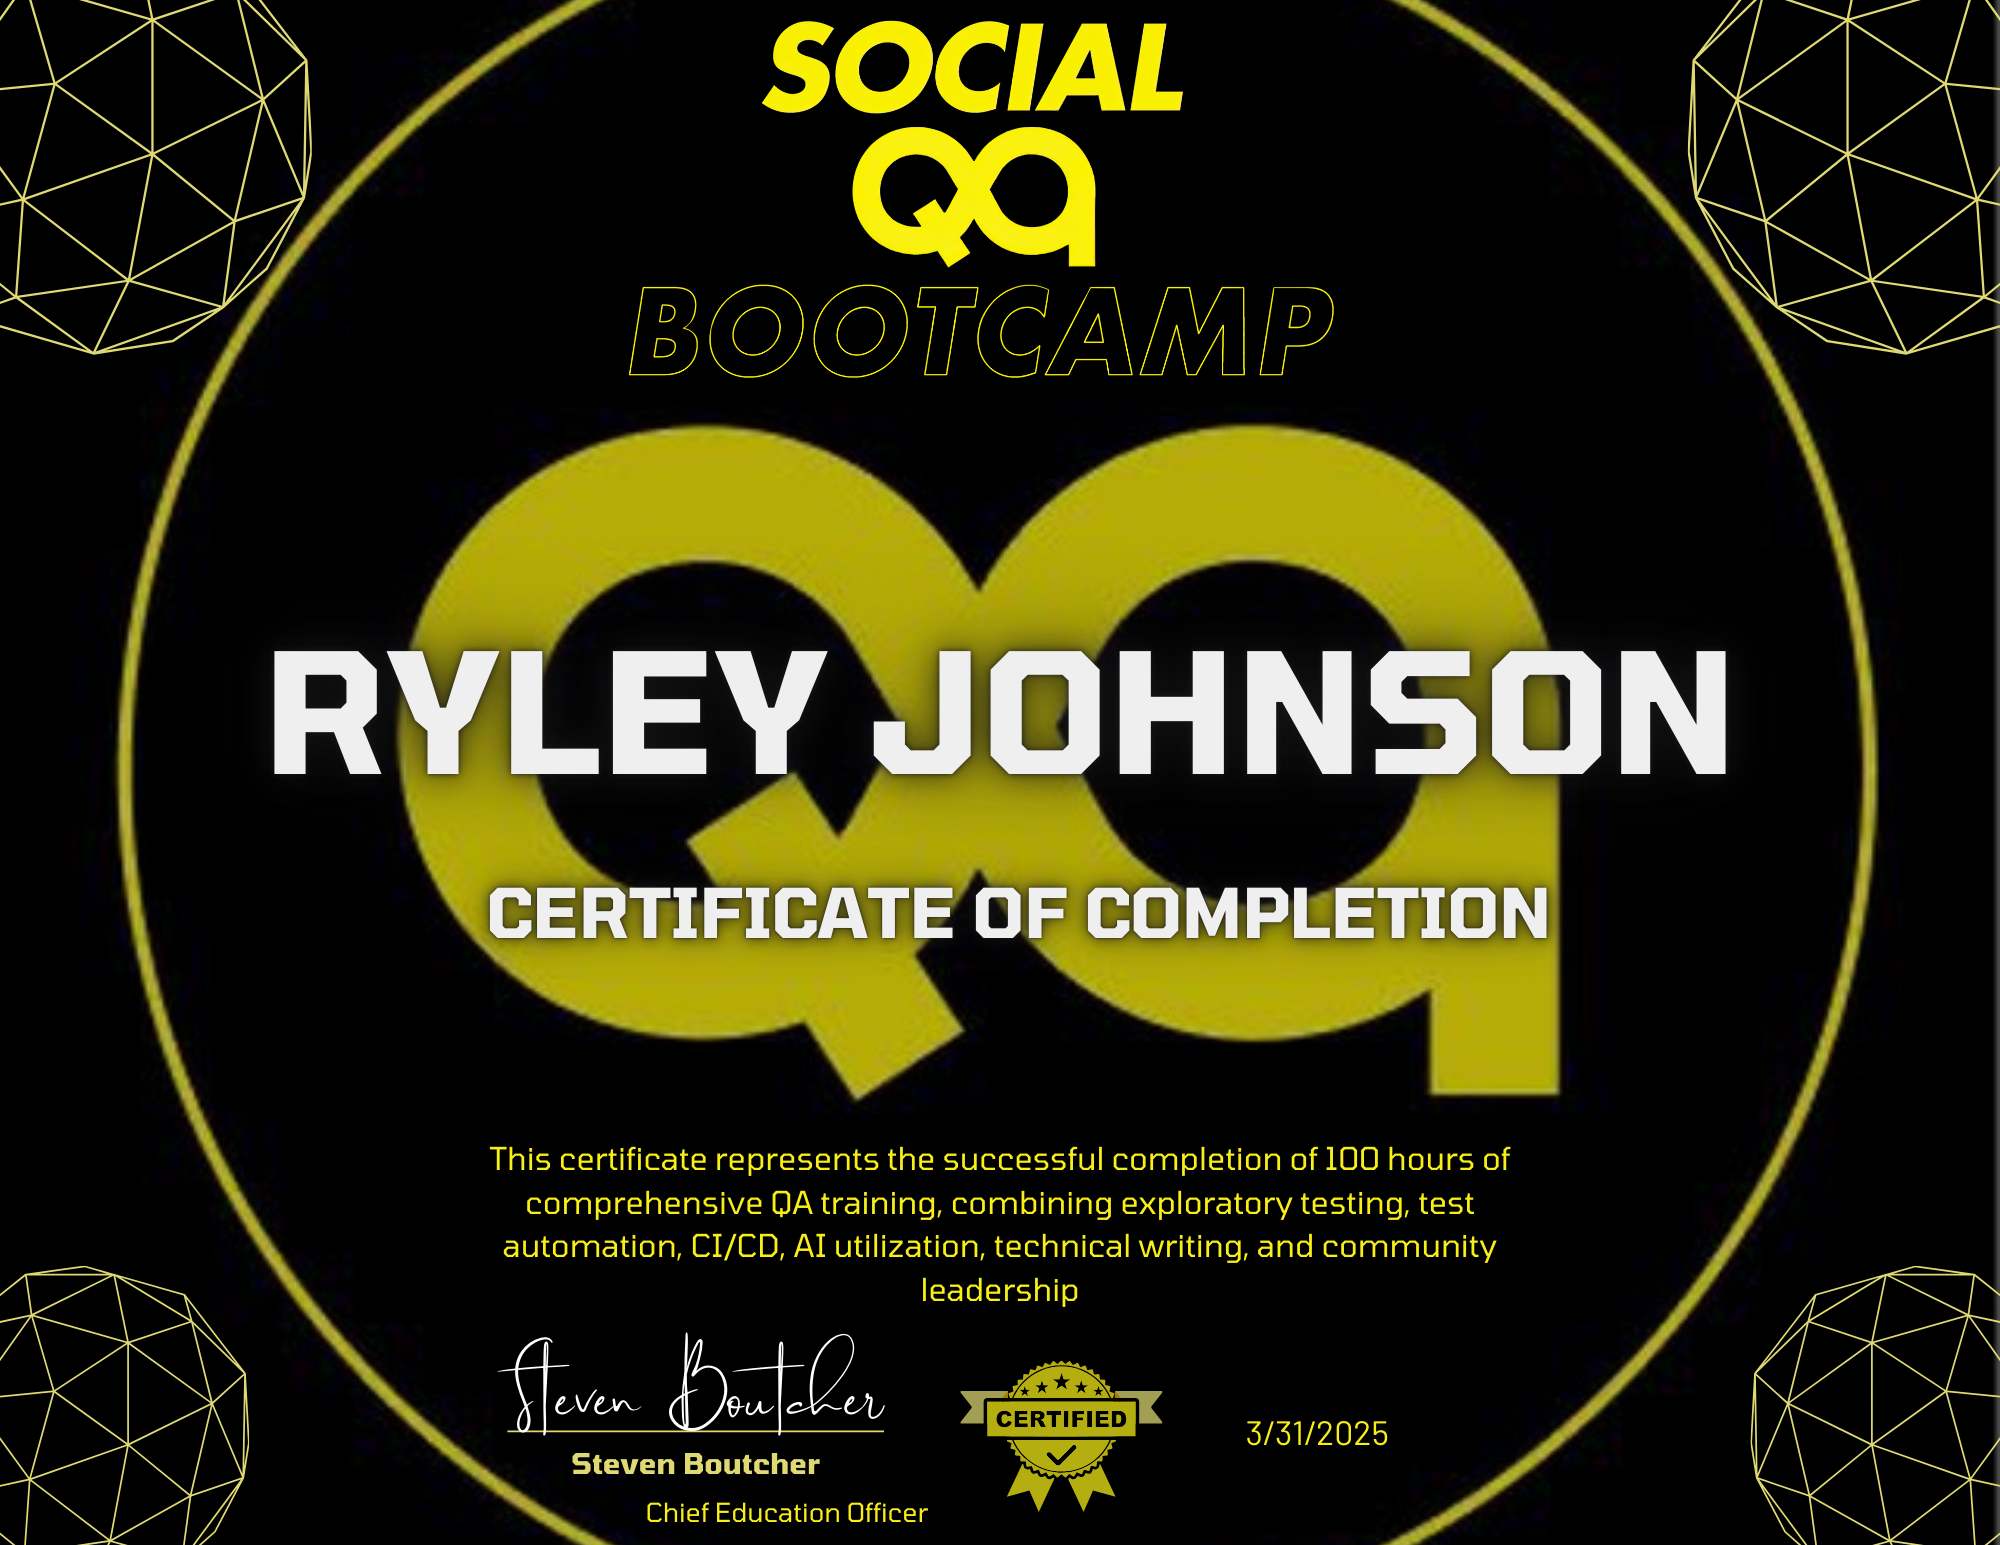 SOCIAL
QA
BOOTCAMP
RYLEY JOHNSON
CERTIFICATE OF COMPLETION
This certificate represents the successful completion of 100 hours of
comprehensive QA training, combining exploratory testing, test
automation, CI/CD, AI utilization, technical writing, and community
leadership
Steven Boutcher
CERTIFIED
3/31/2025
Steven Boutcher
Chief Education Officer